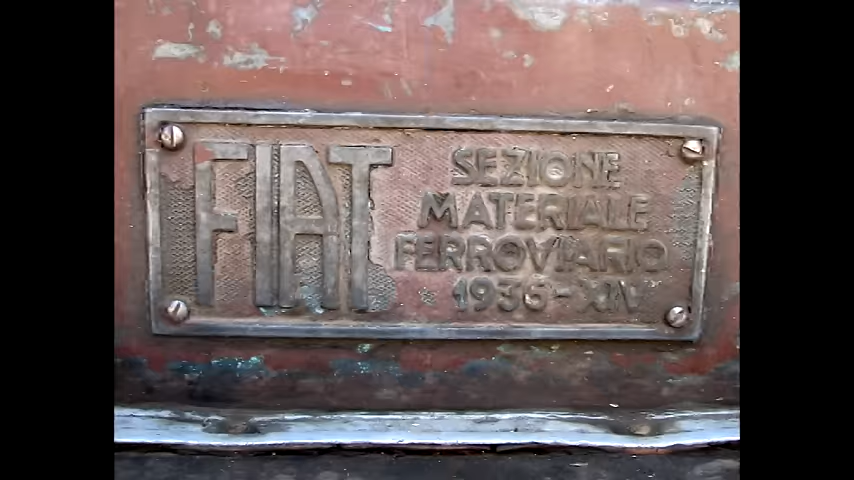 FIAT
SEZIONE
MATERIALE
FERROVIARIO
1936-XIV